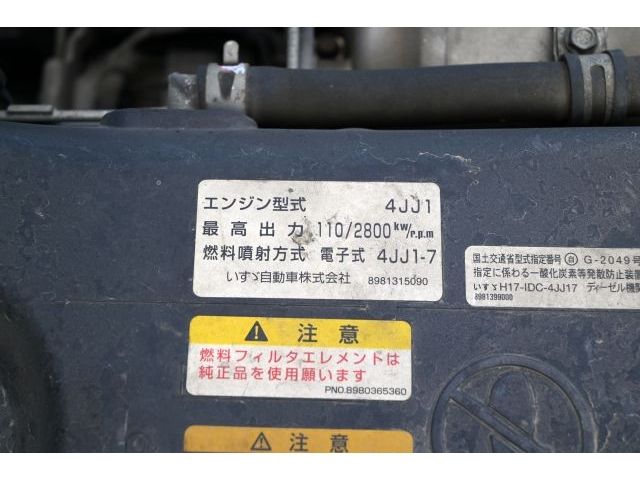 エンジン型式 4JJ1
最高出力 110/2800kw/r.p.m
燃料噴射方式 電子式 4JJ1-7
いすゞ自動車株式会社 8981315090
国土交通省型式指定番号 自 G-2049号
指定に係わる一酸化炭素等発散防止装置
いすゞH17-IDC-4JJ17 ディーゼル機関
8981399000
注意
燃料フィルタエレメントは
純正品を使用願います
PNO.8980365360
注意